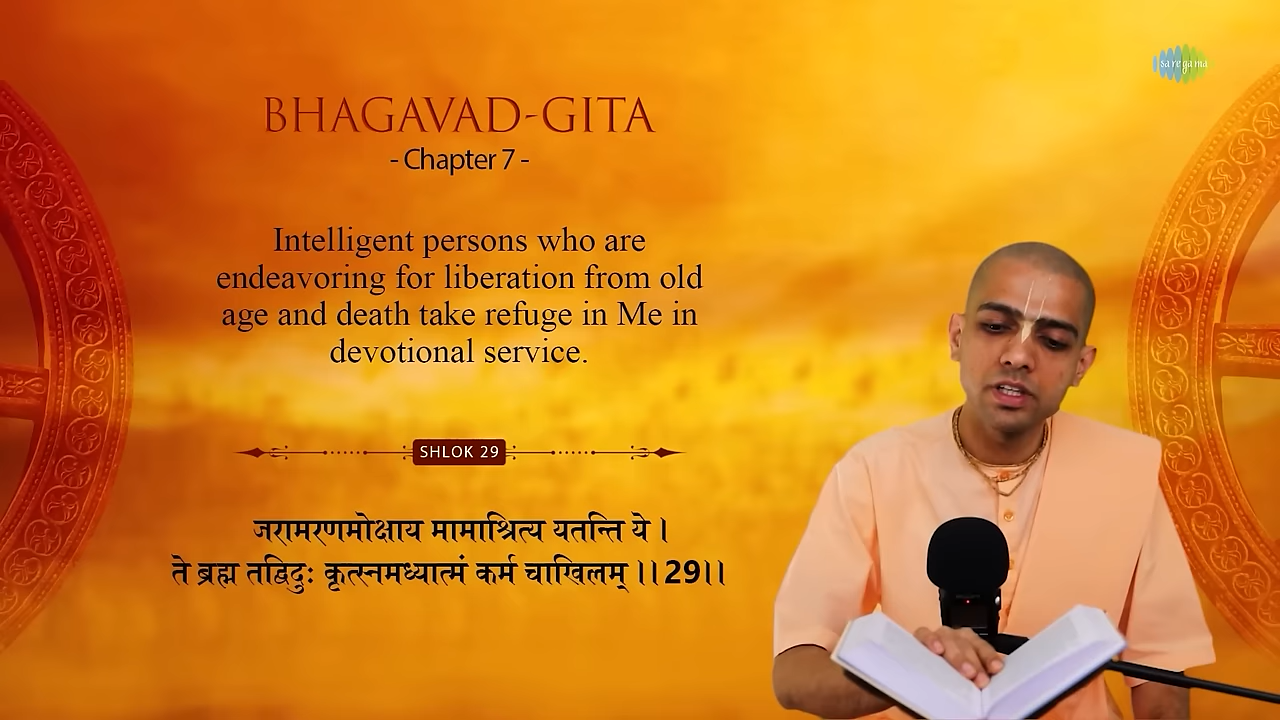 saregama
BHAGAVAD-GITA
- Chapter 7 -
Intelligent persons who are
endeavoring for liberation from old
age and death take refuge in Me in
devotional service.
SHLOK 29
जरामरणमोक्षाय मामाश्रित्य यतन्ति ये ।
ते ब्रह्म तद्विदुः कृत्स्नमध्यात्मं कर्म चाखिलम् ।। 29।।